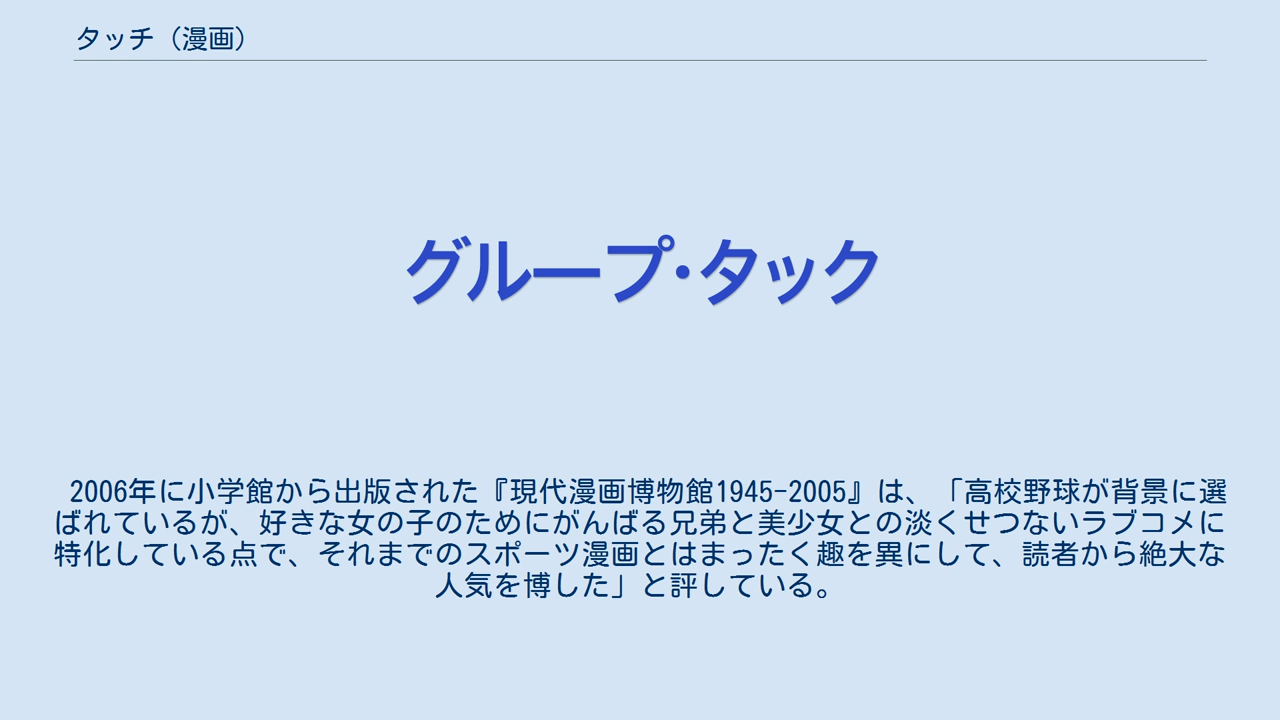 タッチ（漫画）
グループ・タック
2006年に小学館から出版された『現代漫画博物館1945-2005』は、「高校野球が背景に選
ばれているが、好きな女の子のためにがんばる兄弟と美少女との淡くせつないラブコメに
特化している点で、それまでのスポーツ漫画とはまったく趣を異にして、読者から絶大な
人気を博した」と評している。